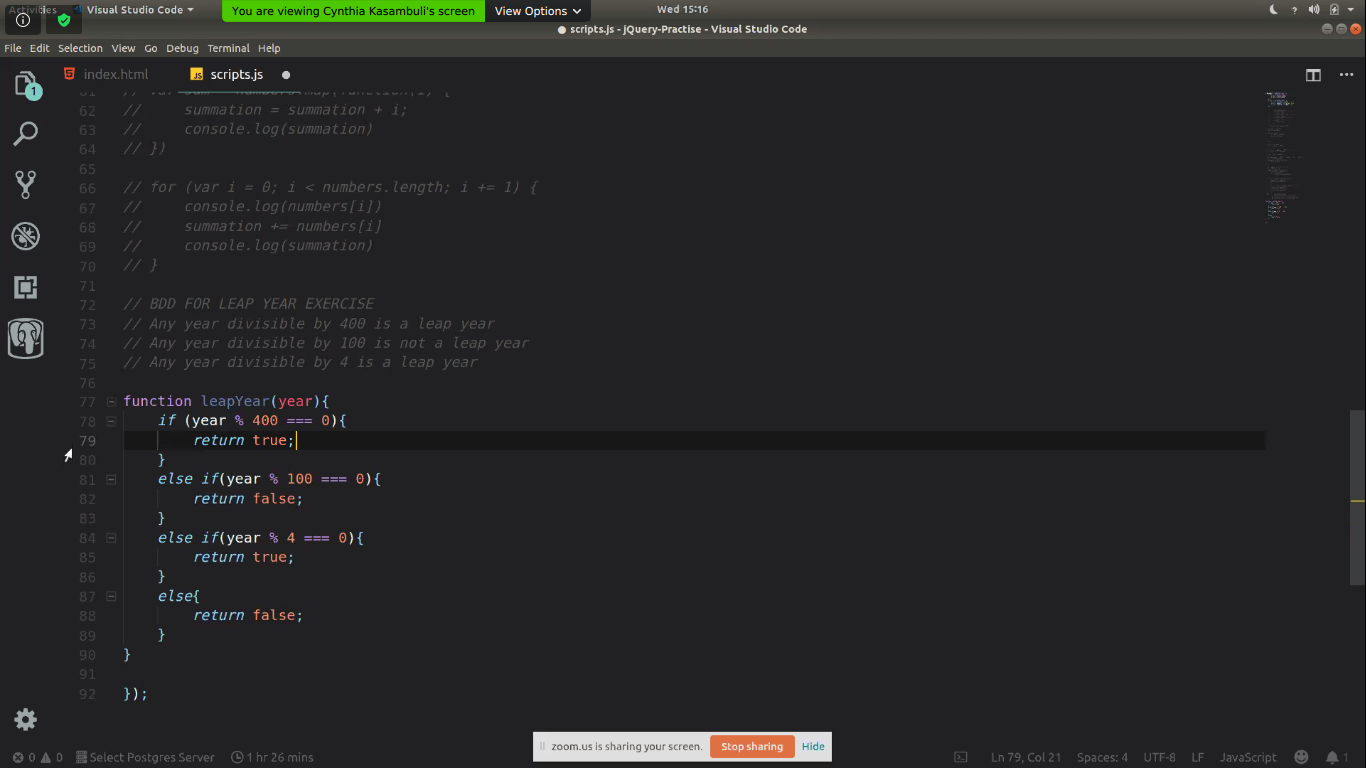 Activities
Visual Studio Code
You are viewing Cynthia Kasambuli's screen
View Options
Wed 15:16
scripts.js - jQuery-Practise - Visual Studio Code
File Edit Selection View Go Debug Terminal Help
index.html
JS scripts.js
1
61 // var sum = numbers.map(function(i) {
62 //     summation = summation + i;
63 //     console.log(summation)
64 // })
65
66 // for (var i = 0; i < numbers.length; i += 1) {
67 //     console.log(numbers[i])
68 //     summation += numbers[i]
69 //     console.log(summation)
70 // }
71
72 // BDD FOR LEAP YEAR EXERCISE
73 // Any year divisible by 400 is a leap year
74 // Any year divisible by 100 is not a leap year
75 // Any year divisible by 4 is a leap year
76
77 function leapYear(year){
78     if (year % 400 === 0){
79         return true;
80     }
81     else if(year % 100 === 0){
82         return false;
83     }
84     else if(year % 4 === 0){
85         return true;
86     }
87     else{
88         return false;
89     }
90 }
91
92 });
zoom.us is sharing your screen. Stop sharing Hide
0 0 Select Postgres Server 1 hr 26 mins Ln 79, Col 21 Spaces: 4 UTF-8 LF JavaScript 1